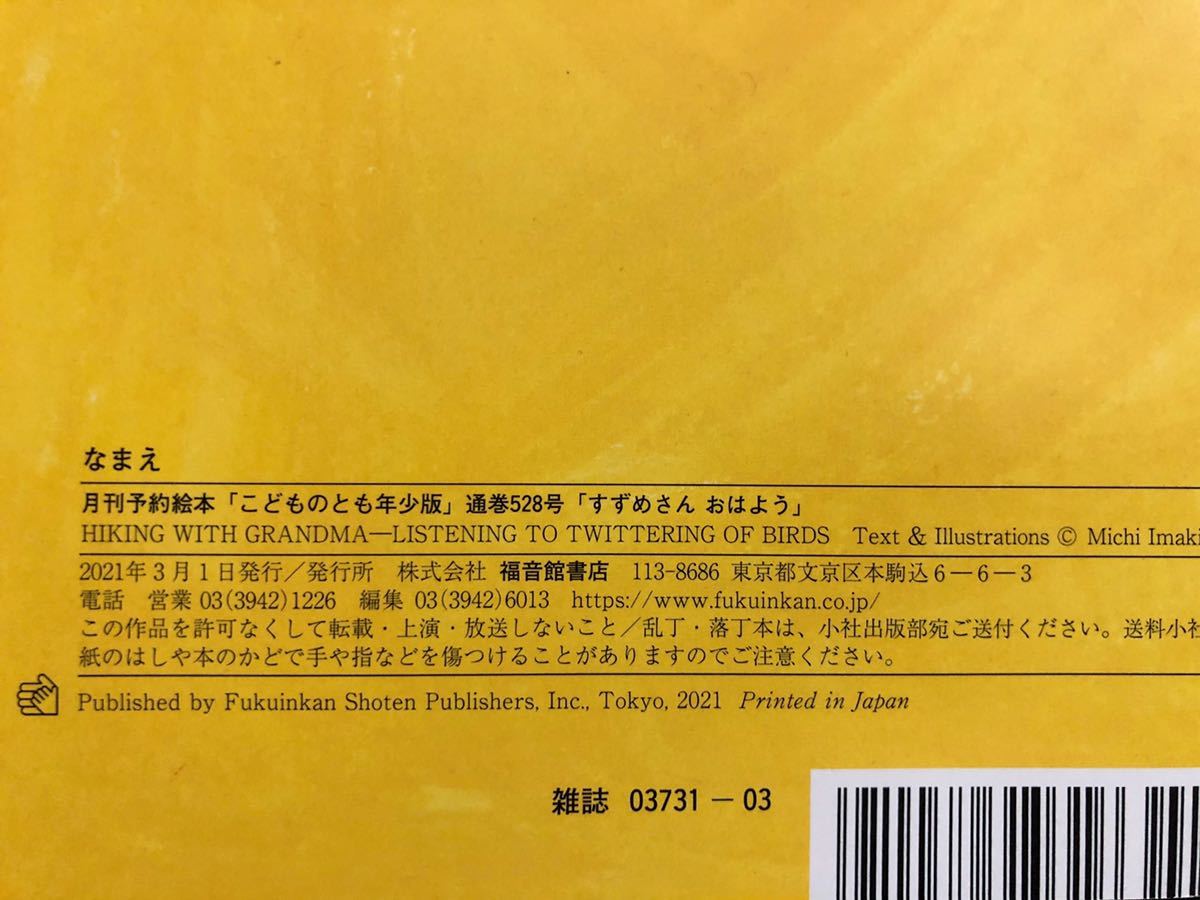 なまえ
月刊予約絵本「こどものとも年少版」通巻528号「すずめさん おはよう」
HIKING WITH GRANDMA—LISTENING TO TWITTERING OF BIRDS Text & Illustrations © Michi Imaki
2021年3月1日発行／発行所 株式会社 福音館書店 113-8686 東京都文京区本駒込6—6—3
電話 営業 03(3942)1226 編集 03(3942)6013 https://www.fukuinkan.co.jp/
この作品を許可なくして転載・上演・放送しないこと／乱丁・落丁本は、小社出版部宛ご送付ください。送料小社
紙のはしや本のかどで手や指などを傷つけることがありますのでご注意ください。
Published by Fukuinkan Shoten Publishers, Inc., Tokyo, 2021 Printed in Japan
雑誌 03731－03